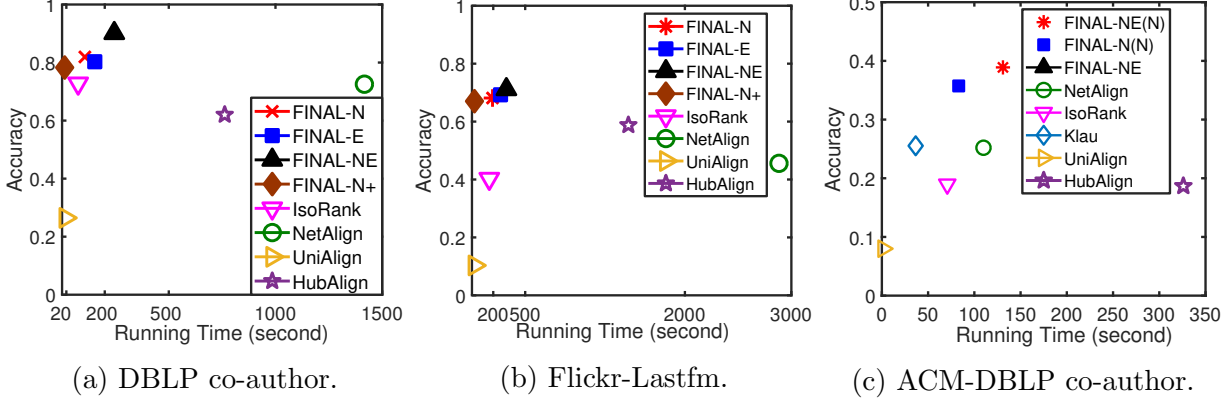 1
0.8
0.6
0.4
0.2
0
Accuracy
20 200 500 1000 1500
Running Time (second)
FINAL-N
FINAL-E
FINAL-NE
FINAL-N+
IsoRank
NetAlign
UniAlign
HubAlign
(a) DBLP co-author.
1
0.8
0.6
0.4
0.2
0
Accuracy
200 500 2000 3000
Running Time (second)
FINAL-N
FINAL-E
FINAL-NE
FINAL-N+
IsoRank
NetAlign
UniAlign
HubAlign
(b) Flickr-Lastfm.
0.5
0.4
0.3
0.2
0.1
0
Accuracy
0 50 100 150 200 250 300 350
Running Time (second)
FINAL-NE(N)
FINAL-N(N)
FINAL-NE
NetAlign
IsoRank
Klau
UniAlign
HubAlign
(c) ACM-DBLP co-author.